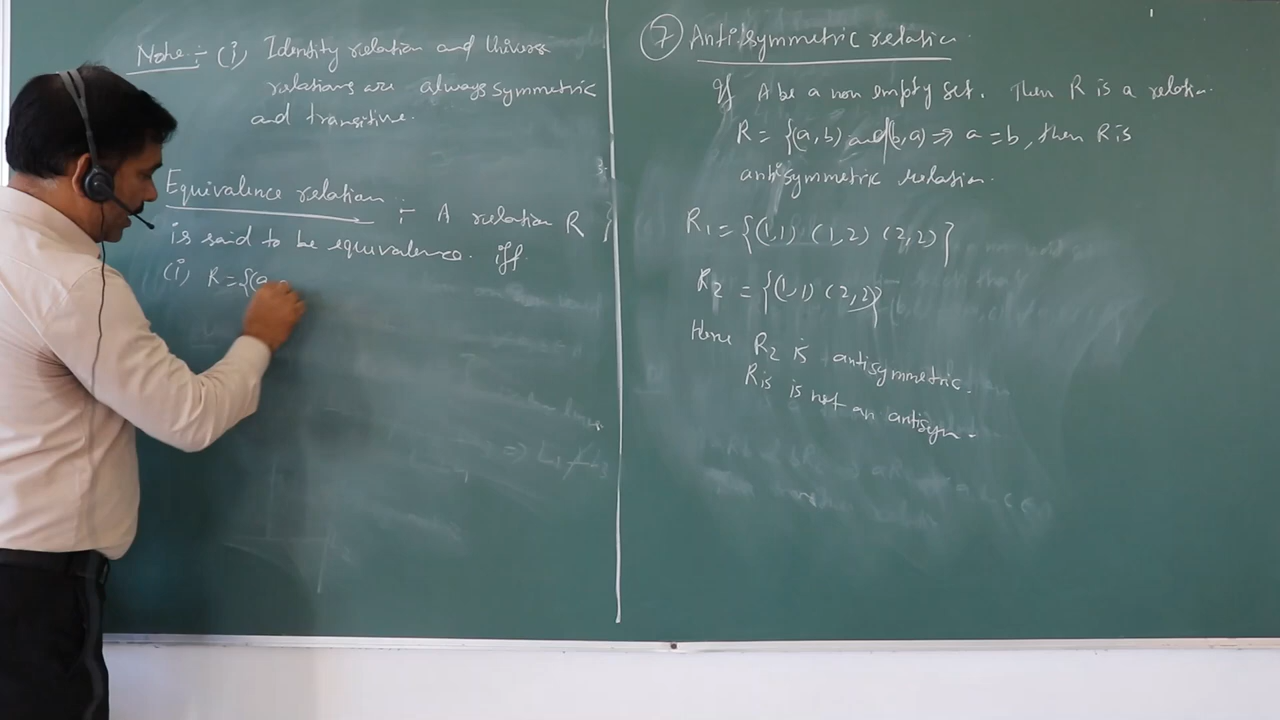 Note :- (i) Identity relation and Univers
relations are always symmetric
and transitive.
Equivalence relation :- A relation R
is said to be equivalence. iff
(i) R = {(a
7 Antisymmetric relation.
If A be a non empty set. Then R is a relation.
R = {(a, b) and (b, a) ⇒ a = b, then R is
antisymmetric relation.
R1 = {(1,1) (1,2) (2,2)}
R2 = {(1,1) (2,2)}
Here R2 is antisymmetric.
R is is not an antisym.